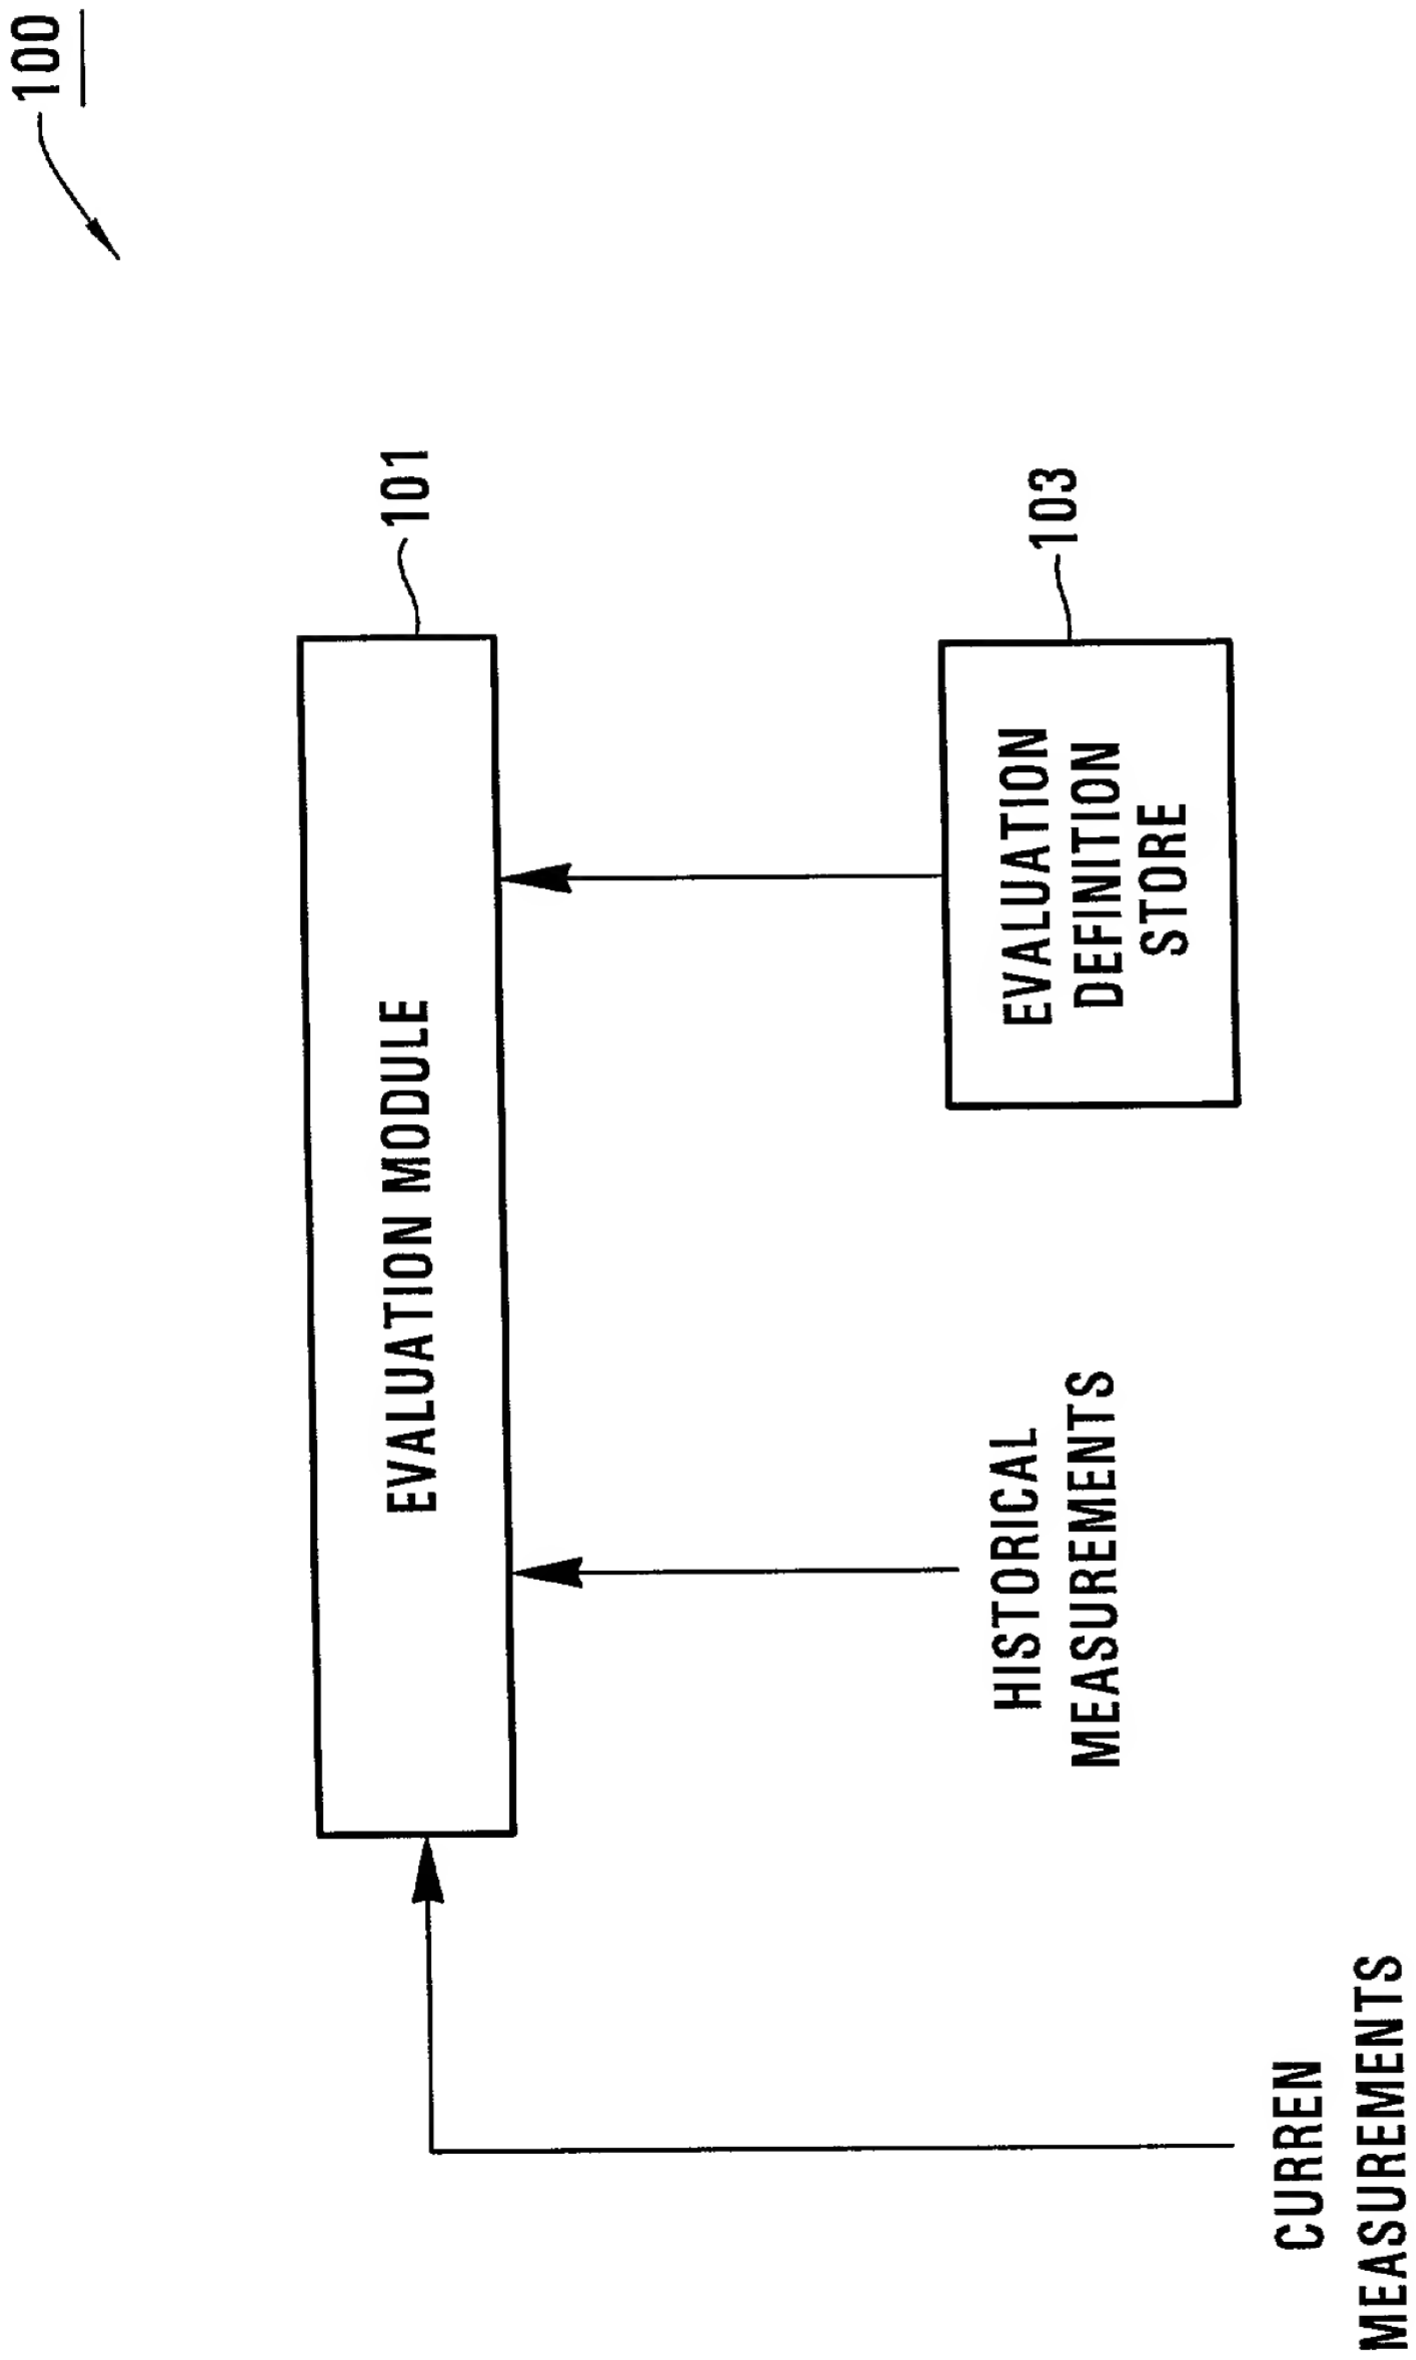 100
EVALUATION MODULE
101
HISTORICAL
MEASUREMENTS
EVALUATION
DEFINITION
STORE
103
CURREN
MEASUREMENTS